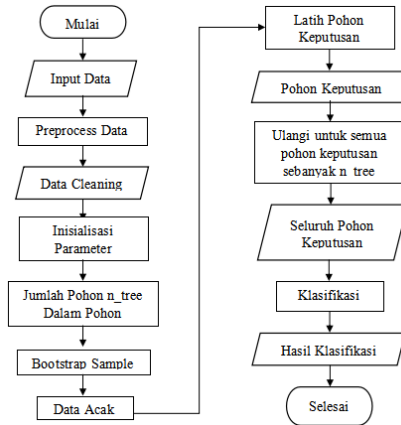 Mulai
Input Data
Preprocess Data
Data Cleaning
Inisialisasi
Parameter
Jumlah Pohon n_tree
Dalam Pohon
Bootstrap Sample
Data Acak
Latih Pohon
Keputusan
Pohon Keputusan
Ulangi untuk semua
pohon keputusan
sebanyak n_tree
Seluruh Pohon
Keputusan
Klasifikasi
Hasil Klasifikasi
Selesai